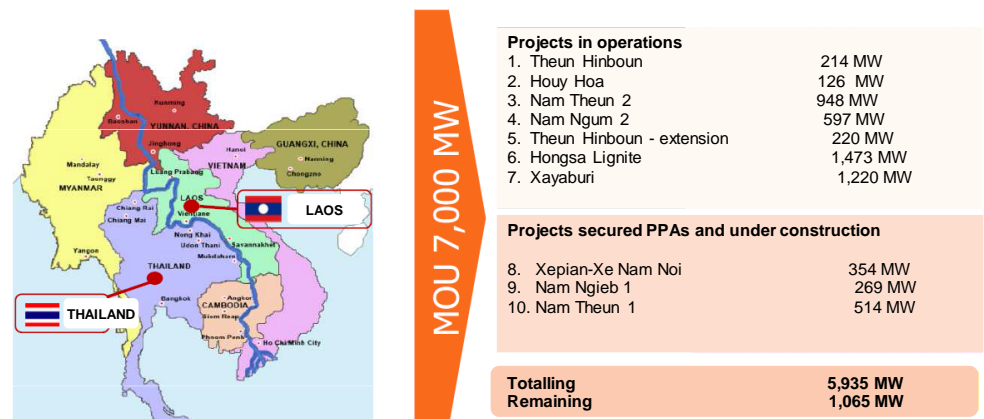 Kunming
Baoshan
YUNNAN, CHINA
Jinghong
GUANGXI, CHINA
Nanning
Chongzuo
Hanoi
VIETNAM
Mandalay
Taunggy
MYANMAR
Luang Prabang
LAOS
Vientiane
LAOS
Chiang Rai
Chiang Mai
Nong Khai
Udon Thani
Savannakhet
Mukdahare
Yangon
THAILAND
THAILAND
Bangkok
Angkor
CAMBODIA
Siem Reap
Phnom Penh
Ho Chi Minh City
MOU 7,000 MW
Projects in operations
1. Theun Hinboun 214 MW
2. Houy Hoa 126 MW
3. Nam Theun 2 948 MW
4. Nam Ngum 2 597 MW
5. Theun Hinboun - extension 220 MW
6. Hongsa Lignite 1,473 MW
7. Xayaburi 1,220 MW
Projects secured PPAs and under construction
8. Xepian-Xe Nam Noi 354 MW
9. Nam Ngieb 1 269 MW
10. Nam Theun 1 514 MW
Totalling 5,935 MW
Remaining 1,065 MW